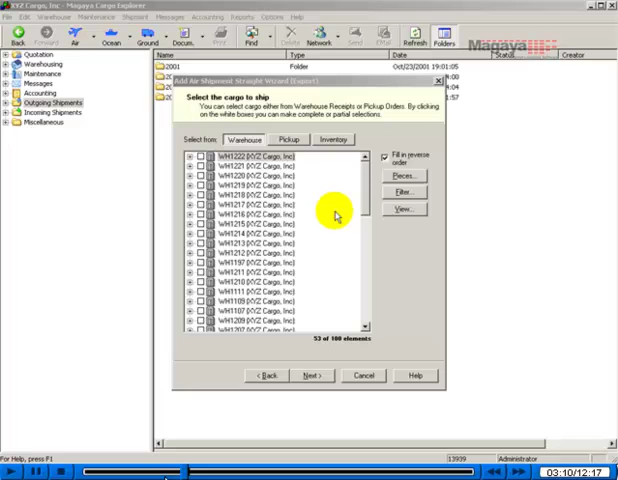 XYZ Cargo, Inc - Magaya Cargo Explorer
File Edit Warehouse Maintenance Shipment Messages Accounting Reports Options Help
Back Forward Air Ocean Ground Docum. Print Find Create Network Send EMail Refresh Folders
Magaya
Name Type Date Status Creator
2001 Folder Oct/23/2001 19:01:05
Quotation
Warehousing
Maintenance
Messages
Accounting
Outgoing Shipments
Incoming Shipments
Miscellaneous
Add Air Shipment Straight Wizard (Export)
Select the cargo to ship
You can select cargo either from Warehouse Receipts or Pickup Orders. By clicking
on the white boxes you can make complete or partial selections.
Select from: Warehouse Pickup Inventory
Fill in reverse
order
Pieces...
Filter...
View...
WH1222 (XYZ Cargo, Inc)
WH1221 (XYZ Cargo, Inc)
WH1220 (XYZ Cargo, Inc)
WH1219 (XYZ Cargo, Inc)
WH1218 (XYZ Cargo, Inc)
WH1217 (XYZ Cargo, Inc)
WH1216 (XYZ Cargo, Inc)
WH1215 (XYZ Cargo, Inc)
WH1214 (XYZ Cargo, Inc)
WH1213 (XYZ Cargo, Inc)
WH1212 (XYZ Cargo, Inc)
WH1197 (XYZ Cargo, Inc)
WH1211 (XYZ Cargo, Inc)
WH1210 (XYZ Cargo, Inc)
WH1111 (XYZ Cargo, Inc)
WH1109 (XYZ Cargo, Inc)
WH1107 (XYZ Cargo, Inc)
WH1209 (XYZ Cargo, Inc)
WH1207 (XYZ Cargo, Inc)
53 of 100 elements
< Back Next > Cancel Help
For Help, press F1
13939 Administrator
03:10/12:17